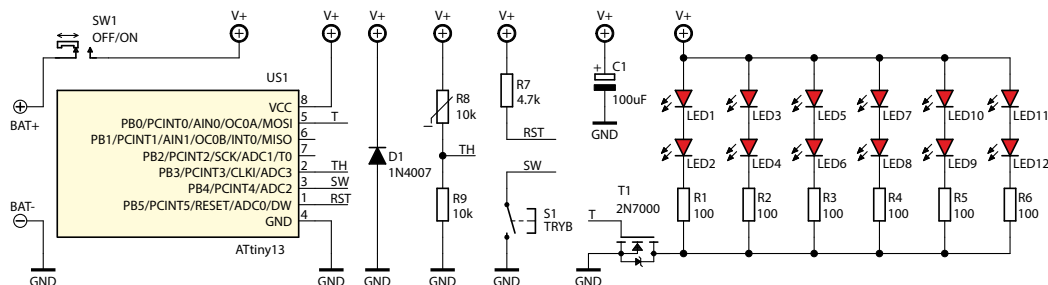 SW1
OFF/ON
V+
V+
V+
V+
V+
V+
V+
BAT+
BAT-
US1
VCC
PB0/PCINT0/AIN0/OC0A/MOSI
PB1/PCINT1/AIN1/OC0B/INT0/MISO
PB2/PCINT2/SCK/ADC1/T0
PB3/PCINT3/CLKI/ADC3
PB4/PCINT4/ADC2
PB5/PCINT5/RESET/ADC0/DW
GND
ATtiny13
8
5
6
7
2
3
1
4
T
TH
SW
RST
GND
GND
D1
1N4007
GND
R8
10k
TH
R9
10k
GND
R7
4.7k
RST
SW
S1
TRYB
GND
+
C1
100uF
GND
T1
2N7000
T
GND
LED1
LED3
LED5
LED7
LED10
LED11
LED2
LED4
LED6
LED8
LED9
LED12
R1
100
R2
100
R3
100
R4
100
R5
100
R6
100